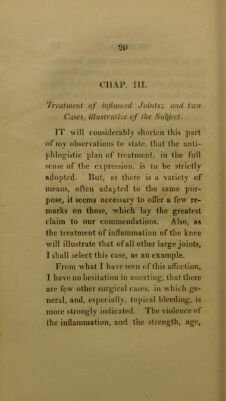 20
CHAP. III.
Treatment of inflamed Joints; and two
Cases, illustrative of the Subject.
IT will considerably shorten this part
of my observations to state, that the anti-
phlogistic plan of treatment, in the full
sense of the expression, is to be strictly
adopted. But, as there is a variety of
means, often adapted to the same pur-
pose, it seems necessary to offer a few re-
marks on those, which lay the greatest
claim to our commendations. Also, as
the treatment of inflammation of the knee
will illustrate that of all other large joints,
I shall select this case, as an example.
From what I have seen of this affection,
I have no hesitation in asserting, that there
are few other surgical cases, in which ge-
neral, and, especially, topical bleeding, is
more strongly indicated. The violence of
the inflammation, and the strength, age,